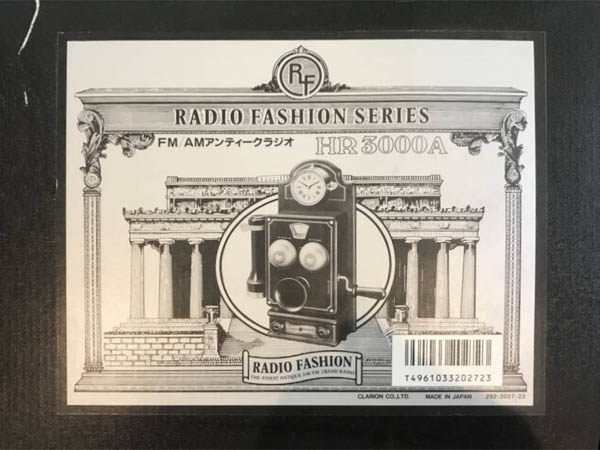 RF
RADIO FASHION SERIES
FM AMアンティークラジオ HR 3000A
RADIO FASHION
THE FINEST ANTIQUE AM/FM 2BAND RADIO
T4961033202723
CLARION CO.,LTD. MADE IN JAPAN 292-2027-23